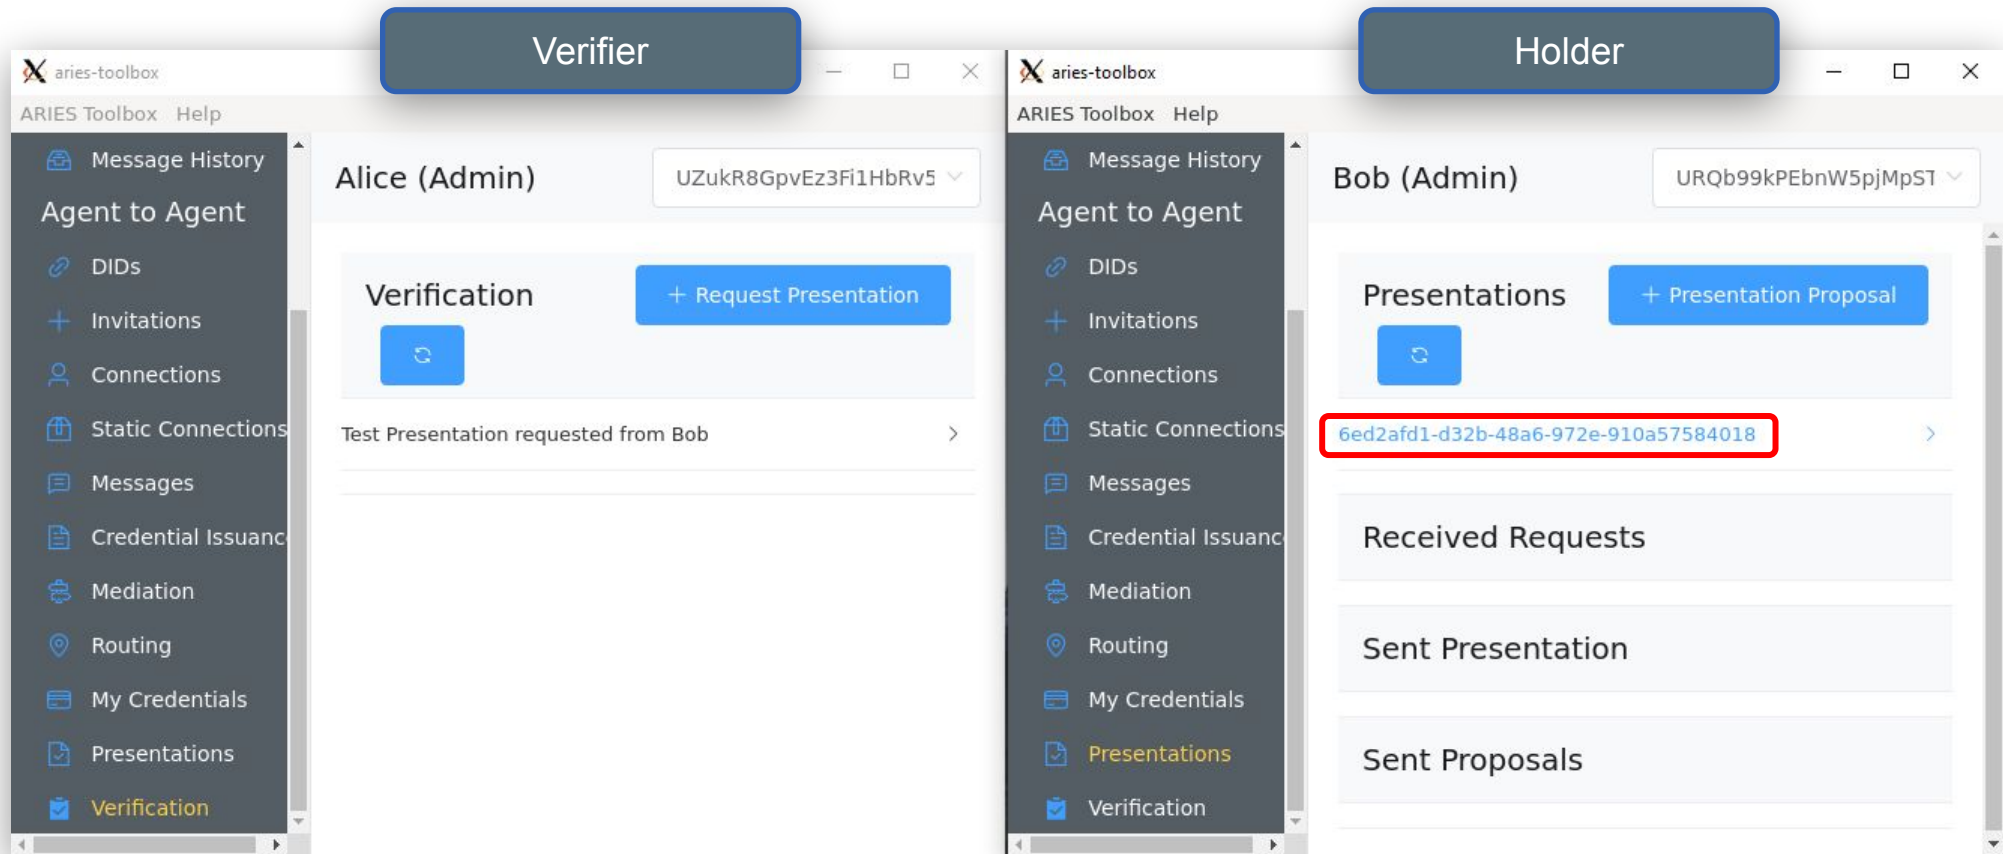 Verifier
aries-toolbox
ARIES Toolbox Help
Message History
Agent to Agent
DIDs
Invitations
Connections
Static Connections
Messages
Credential Issuanc
Mediation
Routing
My Credentials
Presentations
Verification
Alice (Admin)
UZukR8GpvEz3Fi1HbRv5
Verification
+ Request Presentation
Test Presentation requested from Bob
Holder
aries-toolbox
ARIES Toolbox Help
Message History
Agent to Agent
DIDs
Invitations
Connections
Static Connections
Messages
Credential Issuanc
Mediation
Routing
My Credentials
Presentations
Verification
Bob (Admin)
URQb99kPEbnW5pjMpST
Presentations
+ Presentation Proposal
6ed2afd1-d32b-48a6-972e-910a57584018
Received Requests
Sent Presentation
Sent Proposals